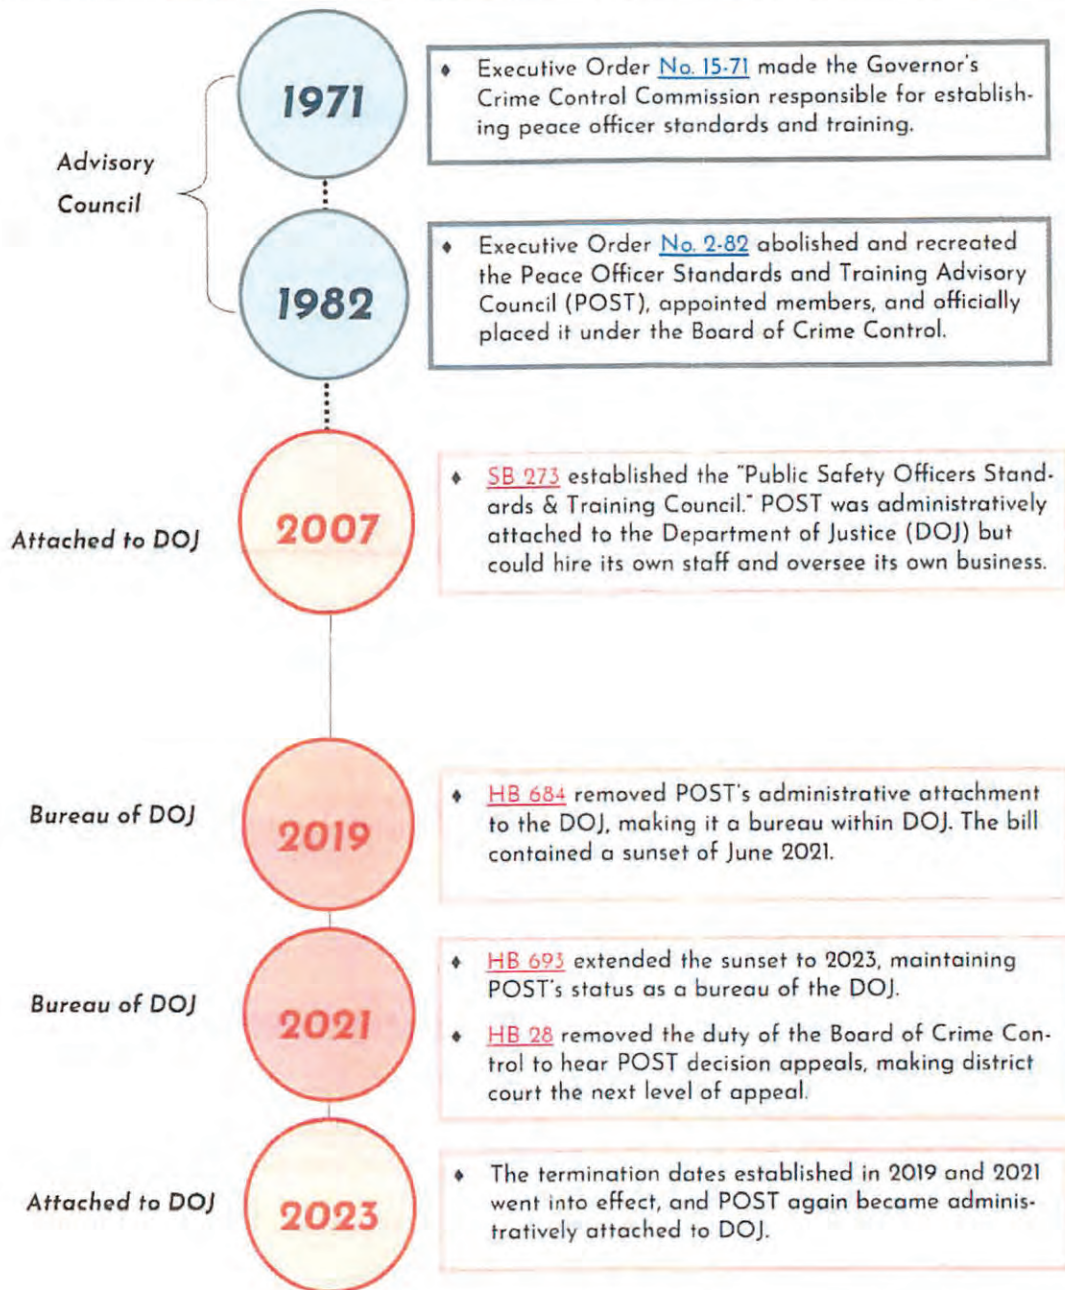 Advisory
Council
1971
♦ Executive Order No. 15-71 made the Governor's
Crime Control Commission responsible for establish-
ing peace officer standards and training.
1982
♦ Executive Order No. 2-82 abolished and recreated
the Peace Officer Standards and Training Advisory
Council (POST), appointed members, and officially
placed it under the Board of Crime Control.
Attached to DOJ
2007
♦ SB 273 established the "Public Safety Officers Stand-
ards & Training Council." POST was administratively
attached to the Department of Justice (DOJ) but
could hire its own staff and oversee its own business.
Bureau of DOJ
2019
♦ HB 684 removed POST's administrative attachment
to the DOJ, making it a bureau within DOJ. The bill
contained a sunset of June 2021.
Bureau of DOJ
2021
♦ HB 693 extended the sunset to 2023, maintaining
POST's status as a bureau of the DOJ.
♦ HB 28 removed the duty of the Board of Crime Con-
trol to hear POST decision appeals, making district
court the next level of appeal.
Attached to DOJ
2023
♦ The termination dates established in 2019 and 2021
went into effect, and POST again became adminis-
tratively attached to DOJ.